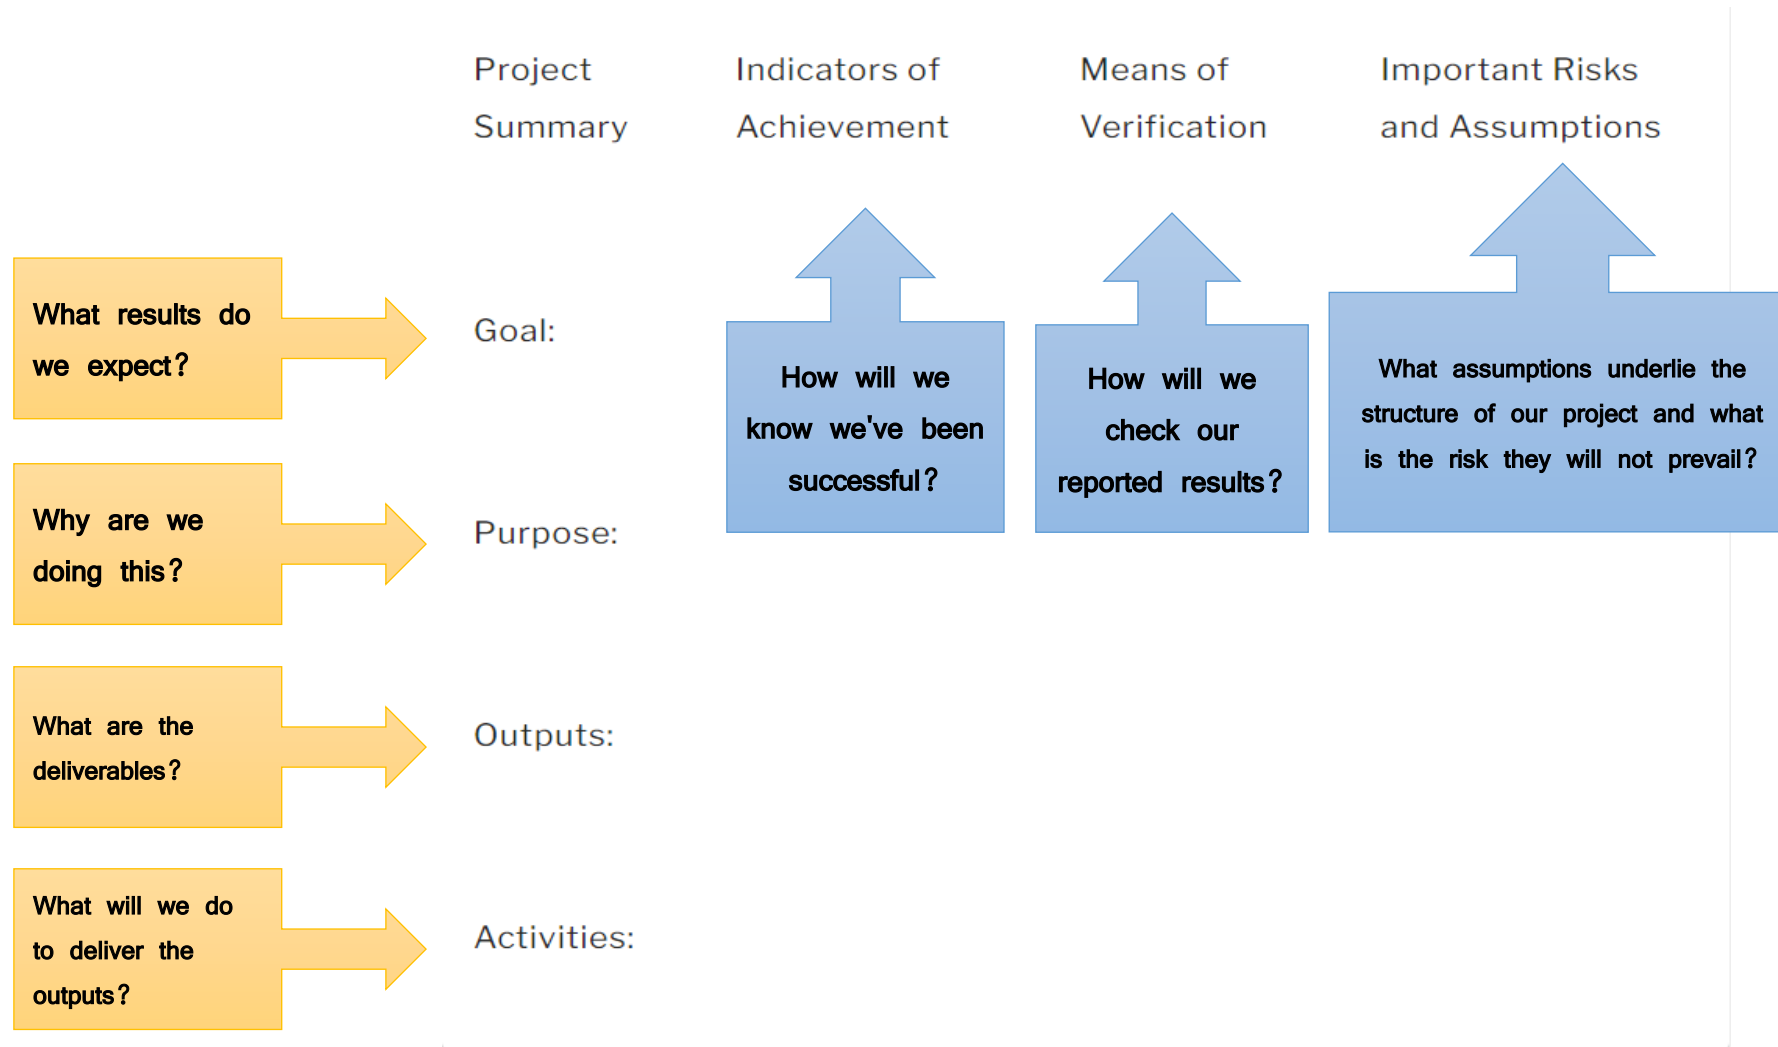 Project
Summary
Indicators of
Achievement
Means of
Verification
Important Risks
and Assumptions
What results do
we expect?
Goal:
How will we
know we've been
successful?
How will we
check our
reported results?
What assumptions underlie the
structure of our project and what
is the risk they will not prevail?
Why are we
doing this?
Purpose:
What are the
deliverables?
Outputs:
What will we do
to deliver the
outputs?
Activities: